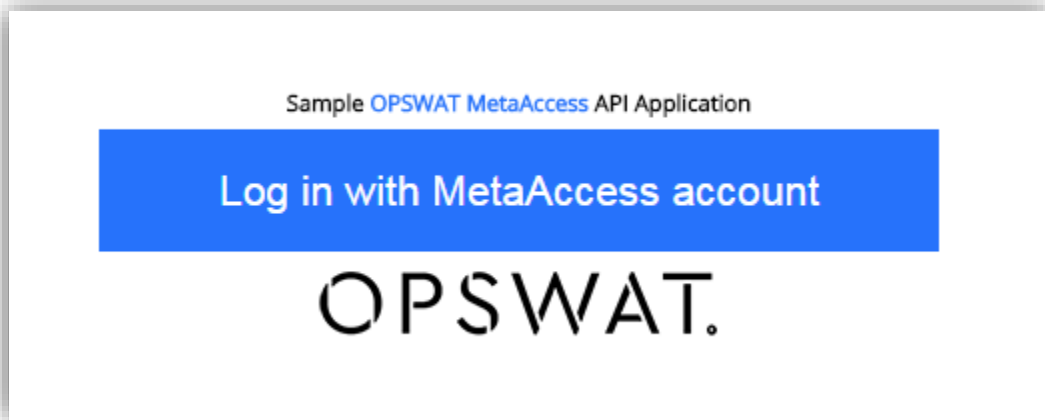 Sample OPSWAT MetaAccess API Application
Log in with MetaAccess account
OPSWAT.